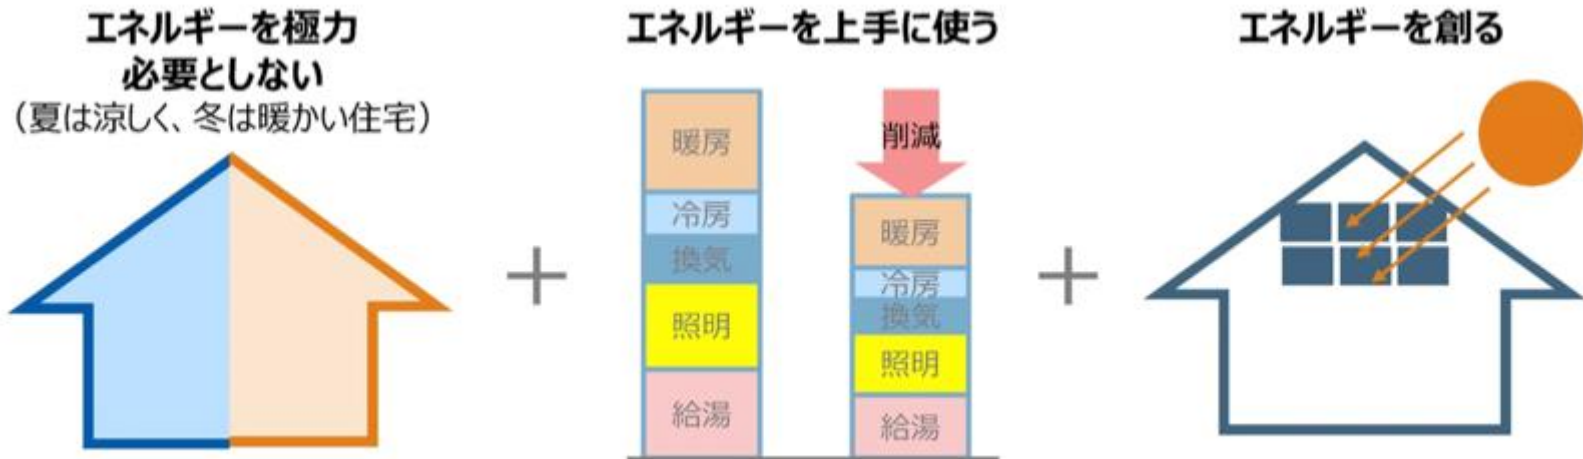 エネルギーを極力
必要としない
（夏は涼しく、冬は暖かい住宅）
エネルギーを上手に使う
暖房
冷房
換気
照明
給湯
削減
暖房
冷房
換気
照明
給湯
エネルギーを創る